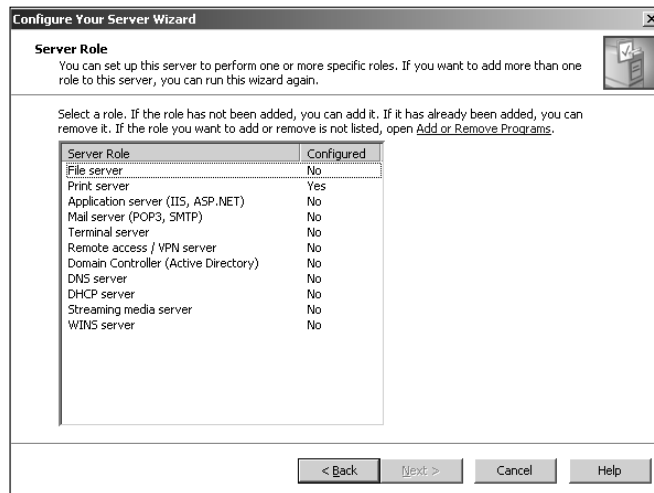 Configure Your Server Wizard
Server Role
You can set up this server to perform one or more specific roles. If you want to add more than one
role to this server, you can run this wizard again.
Select a role. If the role has not been added, you can add it. If it has already been added, you can
remove it. If the role you want to add or remove is not listed, open Add or Remove Programs.
Server Role Configured
File server No
Print server Yes
Application server (IIS, ASP.NET) No
Mail server (POP3, SMTP) No
Terminal server No
Remote access / VPN server No
Domain Controller (Active Directory) No
DNS server No
DHCP server No
Streaming media server No
WINS server No
< Back Next > Cancel Help